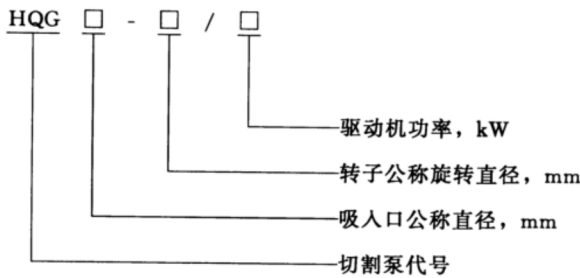 HQG □ - □ / □
驱动机功率，kW
转子公称旋转直径，mm
吸入口公称直径，mm
切割泵代号